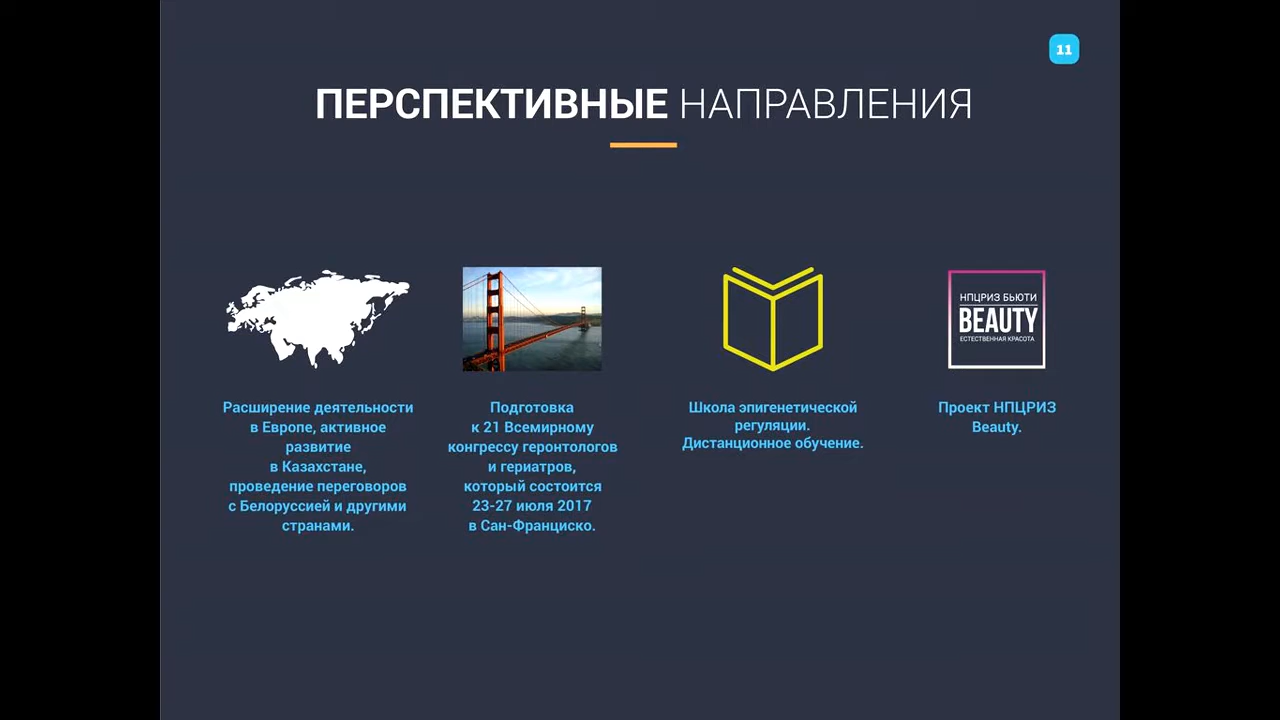 11
ПЕРСПЕКТИВНЫЕ НАПРАВЛЕНИЯ
Расширение деятельности
в Европе, активное
развитие
в Казахстане,
проведение переговоров
с Белоруссией и другими
странами.
Подготовка
к 21 Всемирному
конгрессу геронтологов
и гериатров,
который состоится
23-27 июля 2017
в Сан-Франциско.
Школа эпигенетической
регуляции.
Дистанционное обучение.
НПЦРИЗ БЬЮТИ
BEAUTY
ЕСТЕСТВЕННАЯ КРАСОТА
Проект НПЦРИЗ
Beauty.